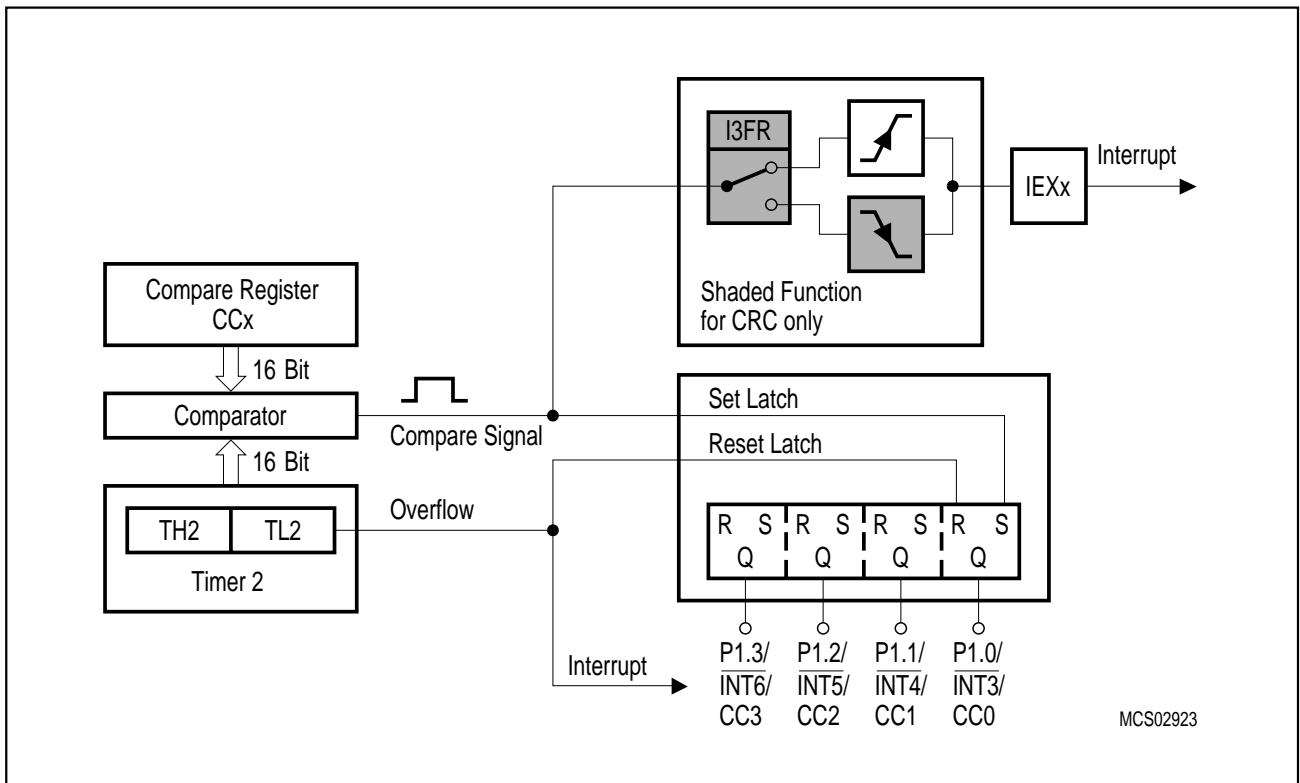 I3FR
IEXx
Interrupt
Shaded Function
for CRC only
Compare Register
CCx
16 Bit
Comparator
Compare Signal
16 Bit
TH2 TL2
Timer 2
Overflow
Set Latch
Reset Latch
R S R S R S R S
Q Q Q Q
Interrupt
P1.3/ P1.2/ P1.1/ P1.0/
INT6/ INT5/ INT4/ INT3/
CC3 CC2 CC1 CC0
MCS02923